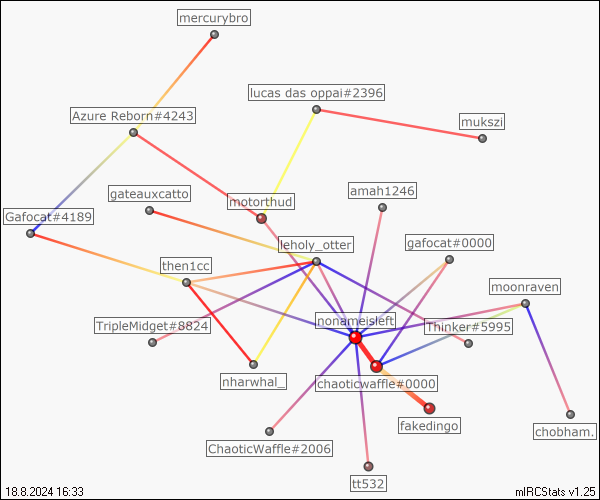 mercurybro
lucas das oppai#2396
Azure Reborn#4243
mukszi
gateauxcatto
amah1246
motorthud
Gafocat#4189
leholy_otter
gafocat#0000
then1cc
moonraven
TripleMidget#8824
nonameisleft
Thinker#5995
nharwhal_
chaoticwaffle#0000
fakedingo
chobham.
ChaoticWaffle#2006
tt532
18.8.2024 16:33
mIRCStats v1.25